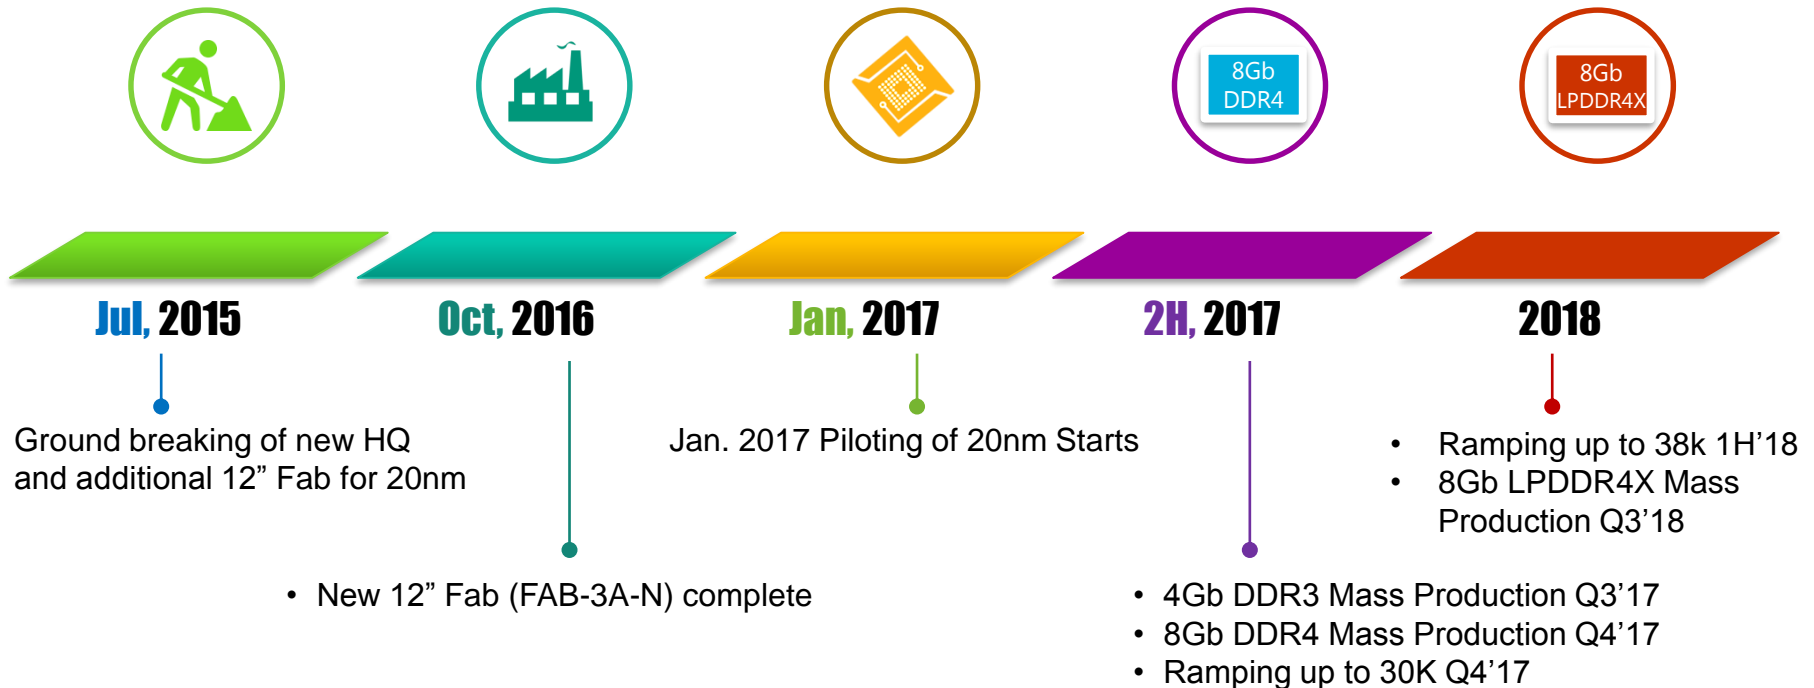 8Gb
DDR4
8Gb
LPDDR4X
Jul, 2015
Oct, 2016
Jan, 2017
2H, 2017
2018
Ground breaking of new HQ
and additional 12” Fab for 20nm
• New 12” Fab (FAB-3A-N) complete
Jan. 2017 Piloting of 20nm Starts
• 4Gb DDR3 Mass Production Q3’17
• 8Gb DDR4 Mass Production Q4’17
• Ramping up to 30K Q4’17
• Ramping up to 38k 1H’18
• 8Gb LPDDR4X Mass
Production Q3’18